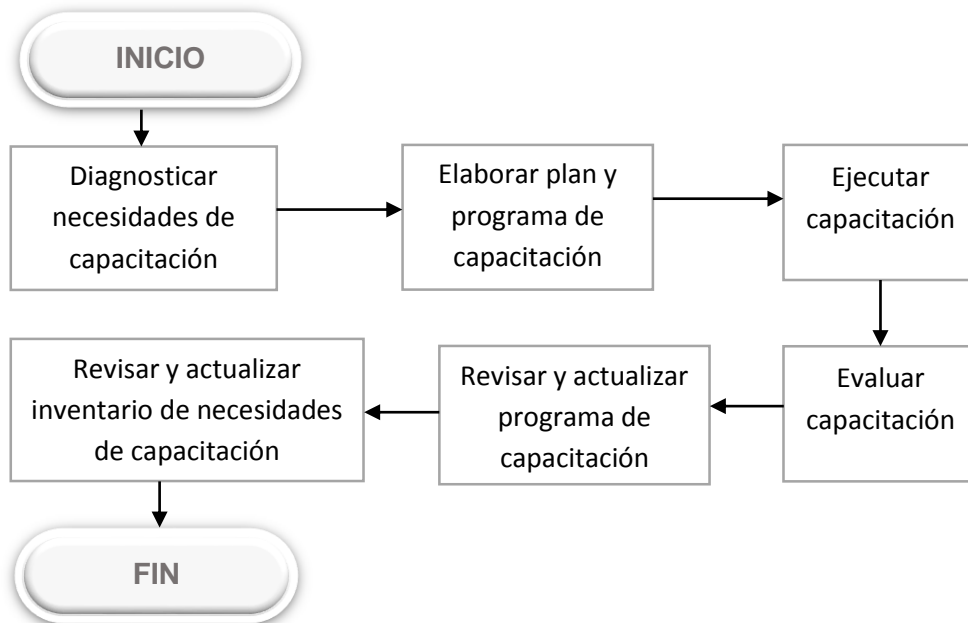 INICIO
Diagnosticar
necesidades de
capacitación
Elaborar plan y
programa de
capacitación
Ejecutar
capacitación
Evaluar
capacitación
Revisar y actualizar
programa de
capacitación
Revisar y actualizar
inventario de necesidades
de capacitación
FIN